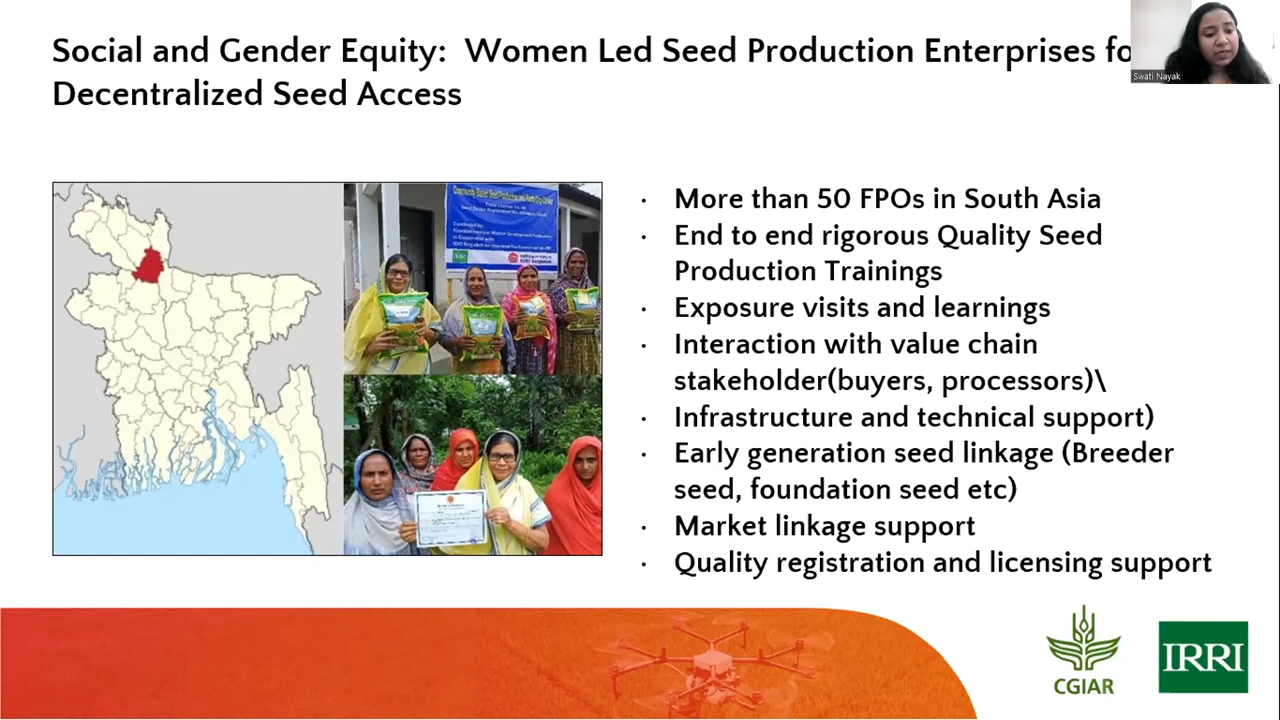 Social and Gender Equity: Women Led Seed Production Enterprises fo
Decentralized Seed Access
Swati Nayak
· More than 50 FPOs in South Asia
· End to end rigorous Quality Seed
Production Trainings
· Exposure visits and learnings
· Interaction with value chain
stakeholder(buyers, processors)\
· Infrastructure and technical support)
· Early generation seed linkage (Breeder
seed, foundation seed etc)
· Market linkage support
· Quality registration and licensing support
Community Based Seed Production and Marketing Center
IRRI
CGIAR
IRRI